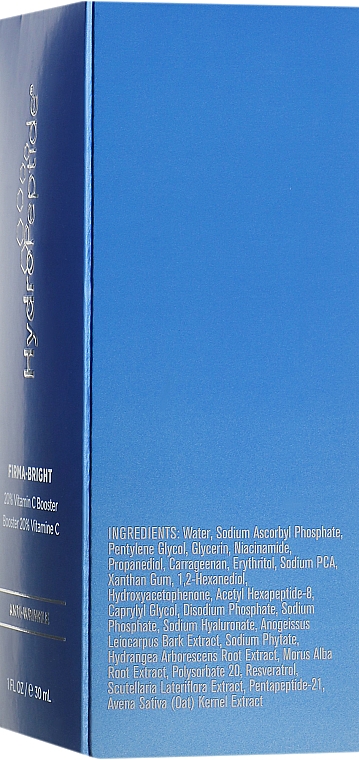 HydroPeptide®
FIRMA-BRIGHT
20% Vitamin C Booster
Booster 20% Vitamine C
ANTI-WRINKLE
1 FL OZ / ℮ 30 mL
INGREDIENTS: Water, Sodium Ascorbyl Phosphate,
Pentylene Glycol, Glycerin, Niacinamide,
Propanediol, Carrageenan, Erythritol, Sodium PCA,
Xanthan Gum, 1,2-Hexanediol,
Hydroxyacetophenone, Acetyl Hexapeptide-8,
Caprylyl Glycol, Disodium Phosphate, Sodium
Phosphate, Sodium Hyaluronate, Anogeissus
Leiocarpus Bark Extract, Sodium Phytate,
Hydrangea Arborescens Root Extract, Morus Alba
Root Extract, Polysorbate 20, Resveratrol,
Scutellaria Lateriflora Extract, Pentapeptide-21,
Avena Sativa (Oat) Kernel Extract